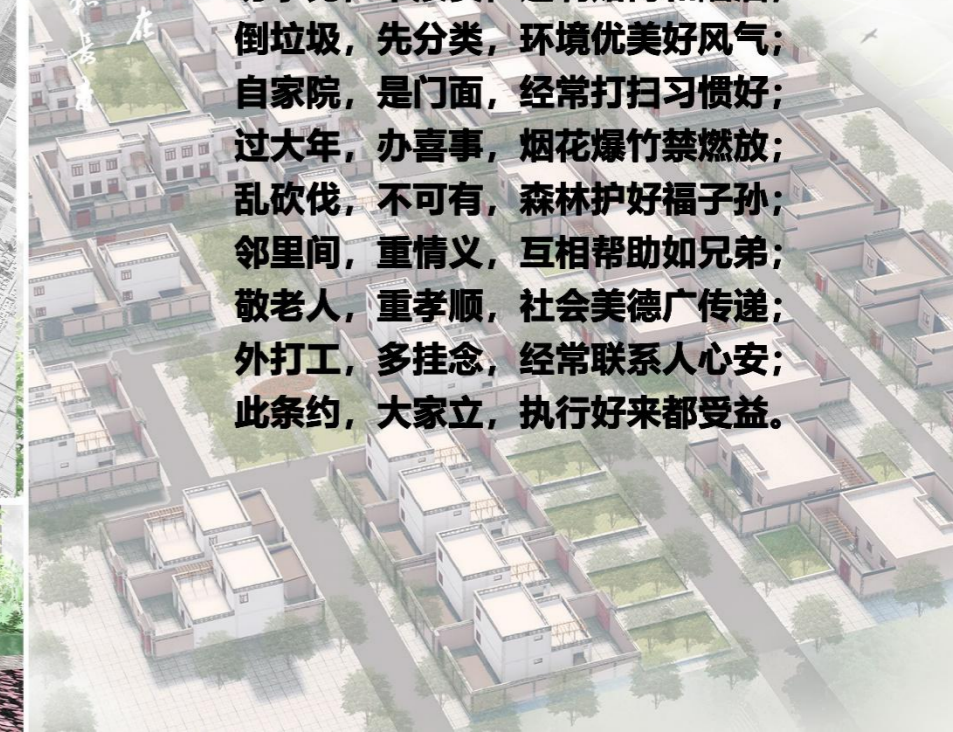 倒垃圾，先分类，环境优美好风气；
自家院，是门面，经常打扫习惯好；
过大年，办喜事，烟花爆竹禁燃放；
乱砍伐，不可有，森林护好福子孙；
邻里间，重情义，互相帮助如兄弟；
敬老人，重孝顺，社会美德广传递；
外打工，多挂念，经常联系人心安；
此条约，大家立，执行好来都受益。